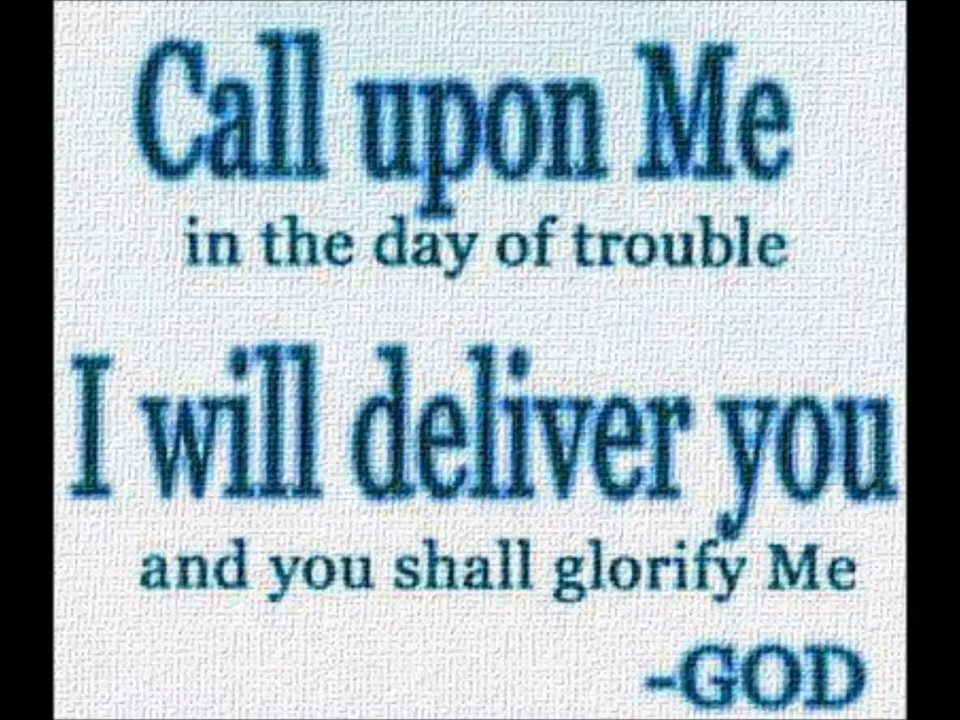 Call upon Me
in the day of trouble
I will deliver you
and you shall glorify Me
-GOD